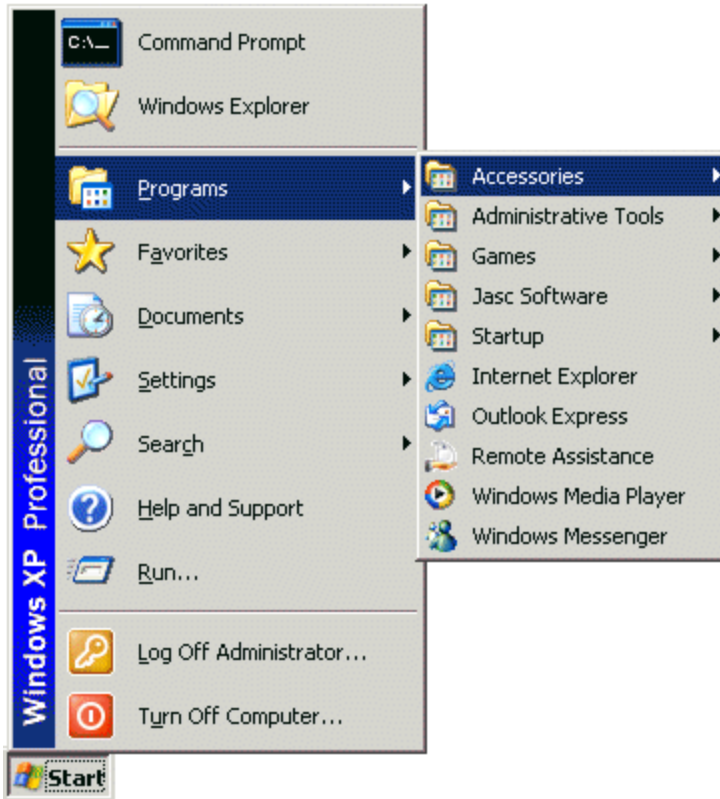 C:\_
Command Prompt
Windows Explorer
Programs
Favorites
Documents
Settings
Search
Help and Support
Run...
Log Off Administrator...
Turn Off Computer...
Windows XP Professional
Start
Accessories
Administrative Tools
Games
Jasc Software
Startup
Internet Explorer
Outlook Express
Remote Assistance
Windows Media Player
Windows Messenger